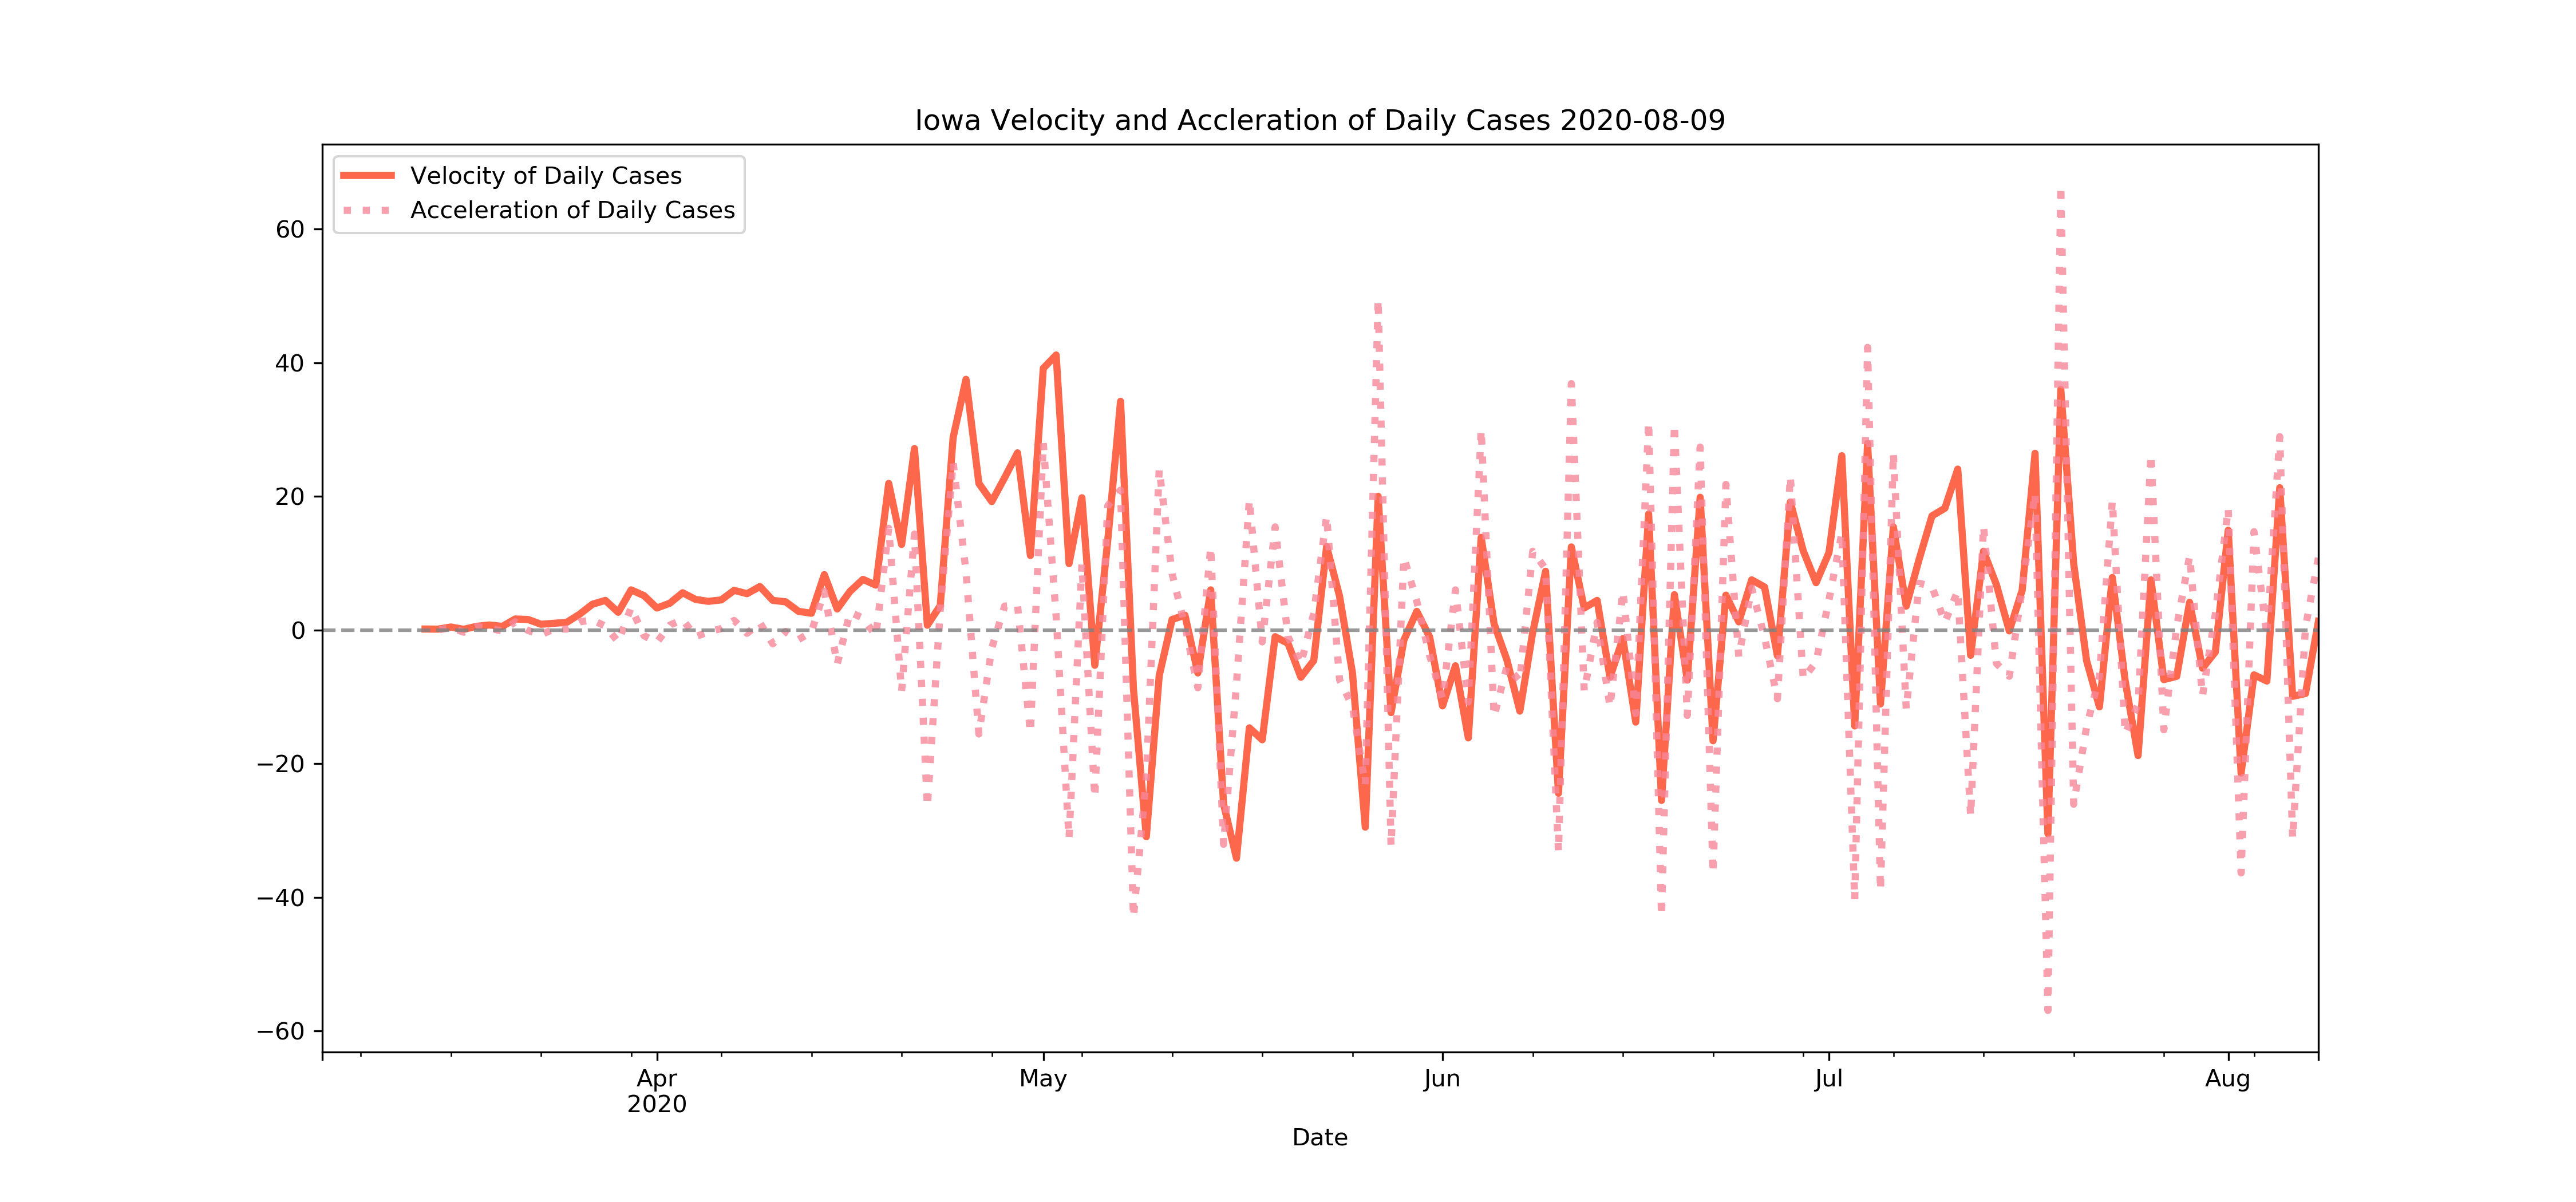 Iowa Velocity and Accleration of Daily Cases 2020-08-09
Velocity of Daily Cases
Acceleration of Daily Cases
60
40
20
0
−20
−40
−60
Apr
2020
May
Jun
Jul
Aug
Date